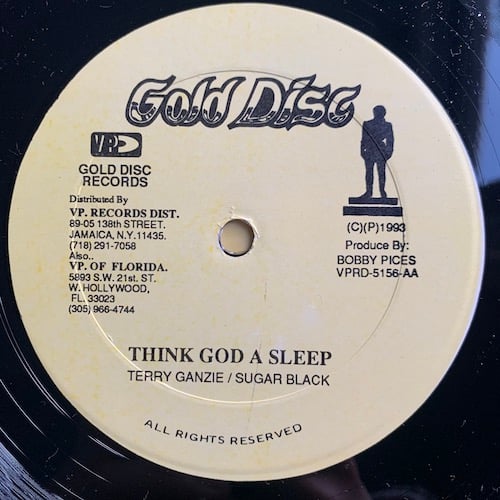 Gold Disc
VP
GOLD DISC
RECORDS
Distributed By
VP. RECORDS DIST.
89-05 138th STREET.
JAMAICA, N.Y.11435.
(718) 291-7058
Also..
VP. OF FLORIDA.
5893 S.W. 21st. ST.
W. HOLLYWOOD,
FL. 33023
(305) 966-4744
(C)(P)1993
Produce By:
BOBBY PICES
VPRD-5156-AA
THINK GOD A SLEEP
TERRY GANZIE / SUGAR BLACK
ALL RIGHTS RESERVED